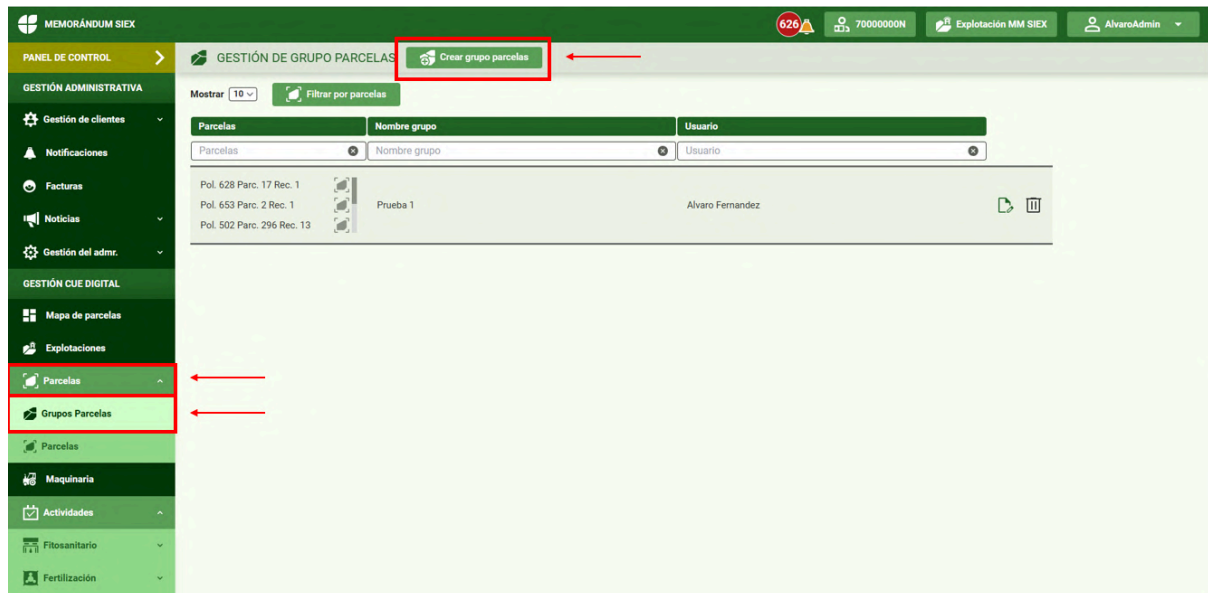 MEMORÁNDUM SIEX
626
70000000N
Explotación MM SIEX
AlvaroAdmin
PANEL DE CONTROL
GESTIÓN DE GRUPO PARCELAS
Crear grupo parcelas
GESTIÓN ADMINISTRATIVA
Gestión de clientes
Notificaciones
Facturas
Noticias
Gestión del admr.
GESTIÓN CUE DIGITAL
Mapa de parcelas
Explotaciones
Parcelas
Grupos Parcelas
Parcelas
Maquinaria
Actividades
Fitosanitario
Fertilización
Mostrar 10
Filtrar por parcelas
Parcelas Nombre grupo Usuario
Parcelas Nombre grupo Usuario
Pol. 628 Parc. 17 Rec. 1
Pol. 653 Parc. 2 Rec. 1
Pol. 502 Parc. 296 Rec. 13
Prueba 1
Alvaro Fernandez